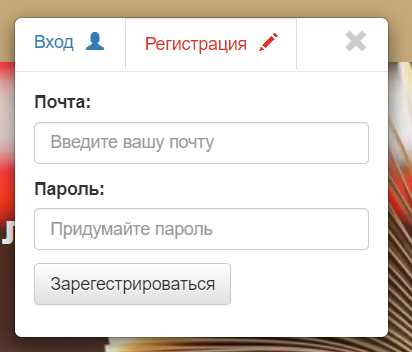 Вход Регистрация
Почта:
Введите вашу почту
Пароль:
Придумайте пароль
Зарегестрироваться